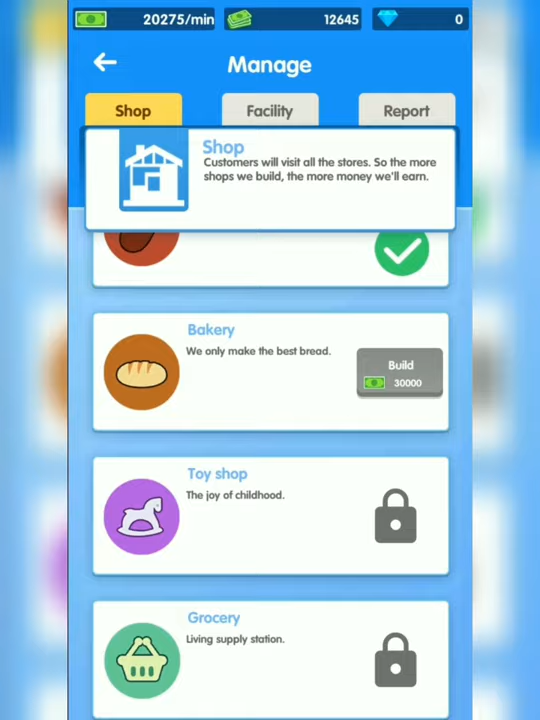 20275/min
12645
0
Manage
Shop
Facility
Report
Shop
Customers will visit all the stores. So the more
shops we build, the more money we'll earn.
Bakery
We only make the best bread.
Build
30000
Toy shop
The joy of childhood.
Grocery
Living supply station.